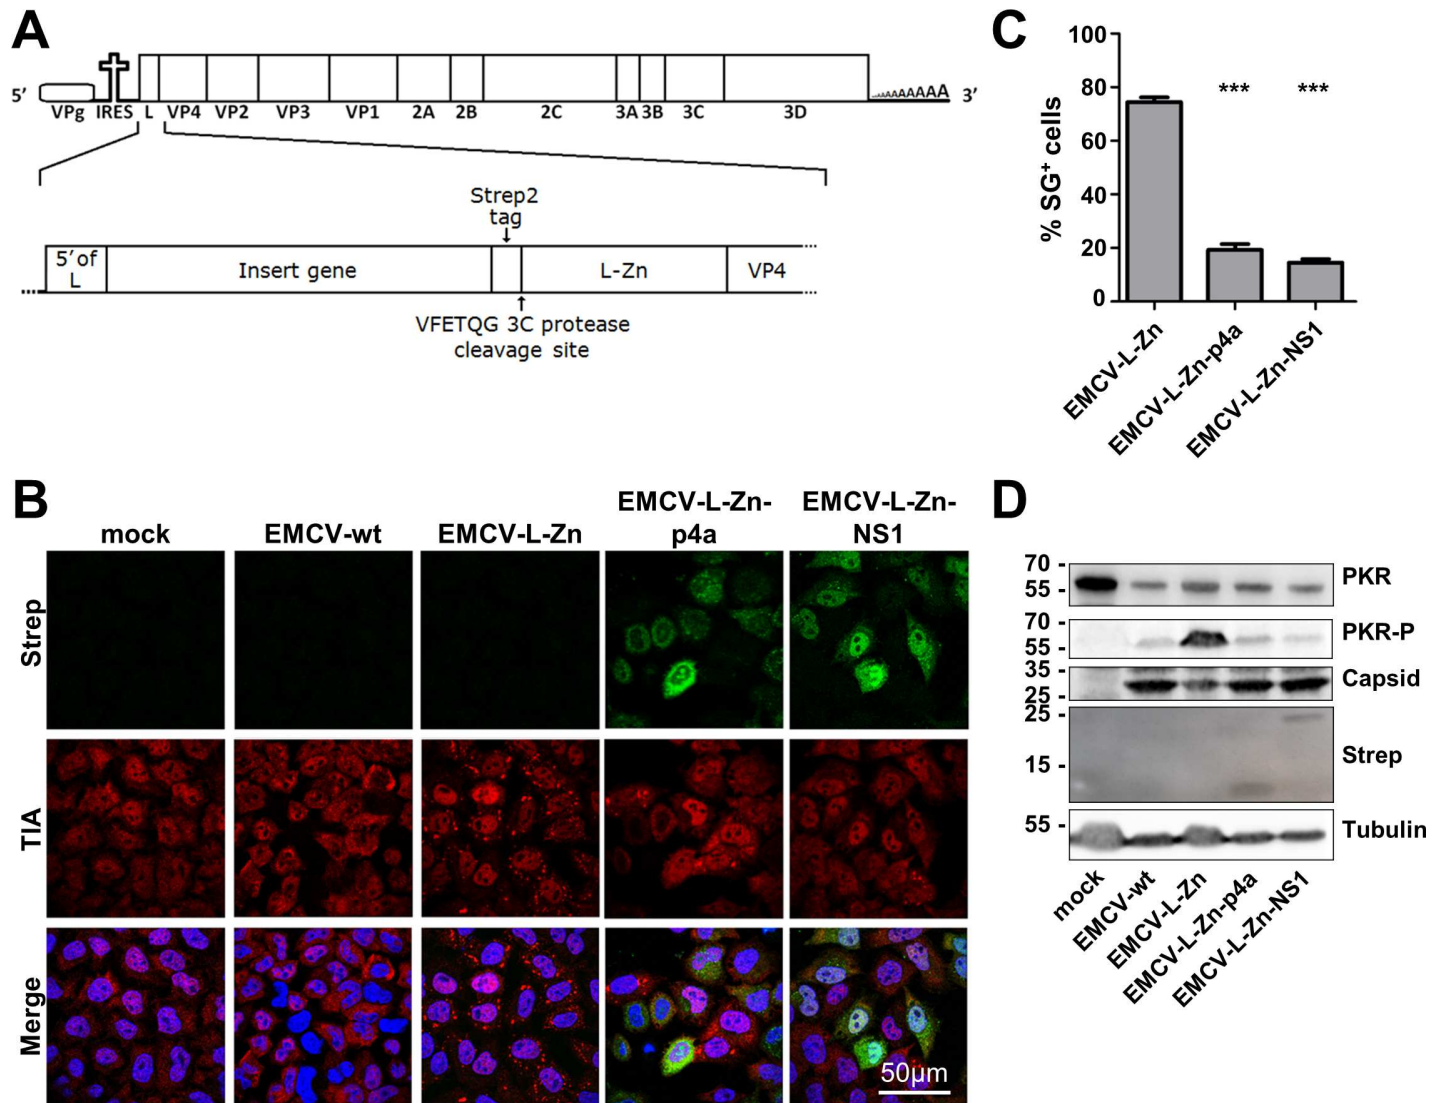 A
5′ VPg IRES L VP4 VP2 VP3 VP1 2A 2B 2C 3A 3B 3C 3D AAAAAAAAA 3′
Strep2
tag
5′ of
L
Insert gene
L-Zn
VP4
VFETQG 3C protease
cleavage site
B
mock
EMCV-wt
EMCV-L-Zn
EMCV-L-Zn-
p4a
EMCV-L-Zn-
NS1
Strep
TIA
Merge
50µm
C
% SG+ cells
100
80
60
40
20
0
***
***
EMCV-L-Zn
EMCV-L-Zn-p4a
EMCV-L-Zn-NS1
D
70 -
55 -
PKR
70 -
55 -
PKR-P
35 -
25 -
Capsid
25 -
15 -
Strep
55 -
Tubulin
mock
EMCV-wt
EMCV-L-Zn
EMCV-L-Zn-p4a
EMCV-L-Zn-NS1